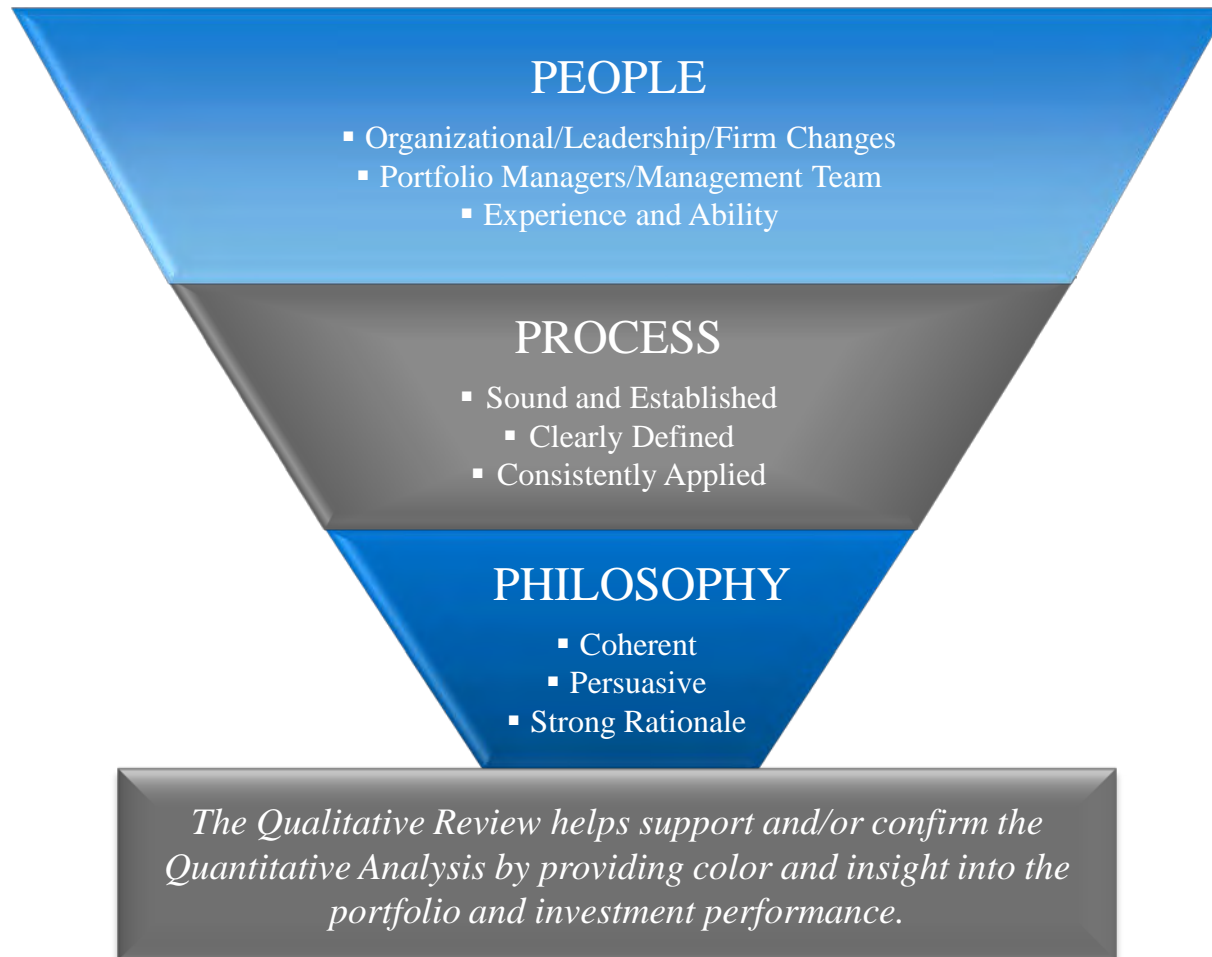 PEOPLE
▪ Organizational/Leadership/Firm Changes
▪ Portfolio Managers/Management Team
▪ Experience and Ability
PROCESS
▪ Sound and Established
▪ Clearly Defined
▪ Consistently Applied
PHILOSOPHY
▪ Coherent
▪ Persuasive
▪ Strong Rationale
The Qualitative Review helps support and/or confirm the
Quantitative Analysis by providing color and insight into the
portfolio and investment performance.